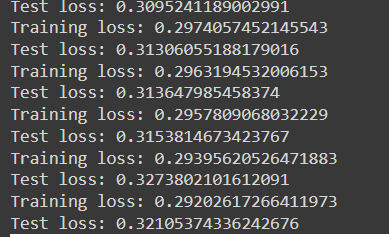 Test loss: 0.3095241189002991
Training loss: 0.2974057452145543
Test loss: 0.31306055188179016
Training loss: 0.2963194532006153
Test loss: 0.313647985458374
Training loss: 0.2957809068032229
Test loss: 0.3153814673423767
Training loss: 0.29395620526471883
Test loss: 0.3273802101612091
Training loss: 0.29202617266411973
Test loss: 0.32105374336242676